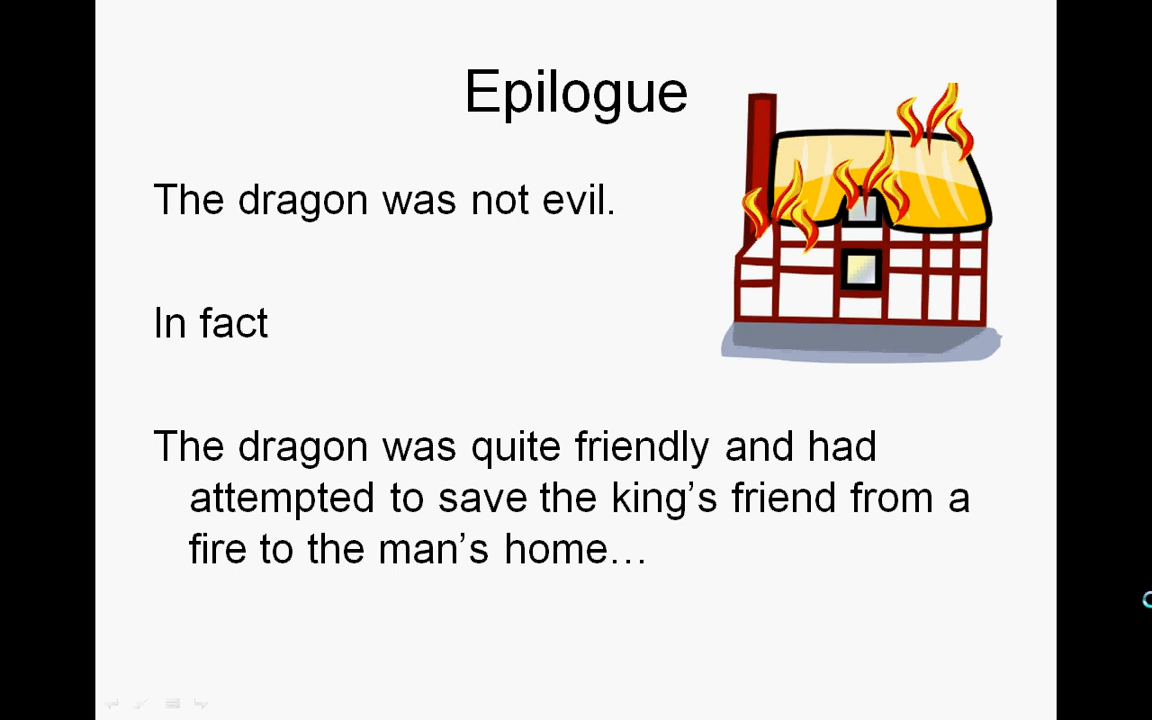 Epilogue
The dragon was not evil.
In fact
The dragon was quite friendly and had
attempted to save the king’s friend from a
fire to the man’s home…